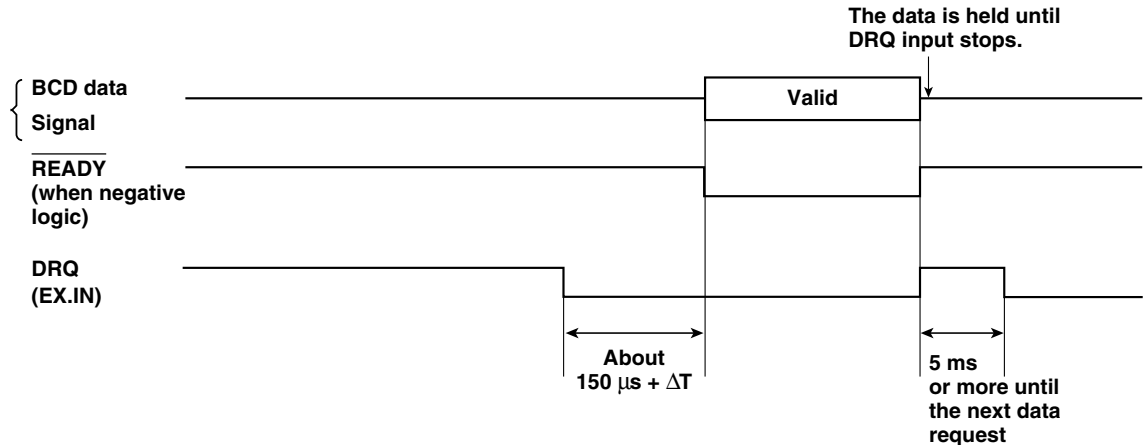 The data is held until
DRQ input stops.
BCD data
Signal
Valid
READY
(when negative
logic)
DRQ
(EX.IN)
About
150 µs + ΔT
5 ms
or more until
the next data
request